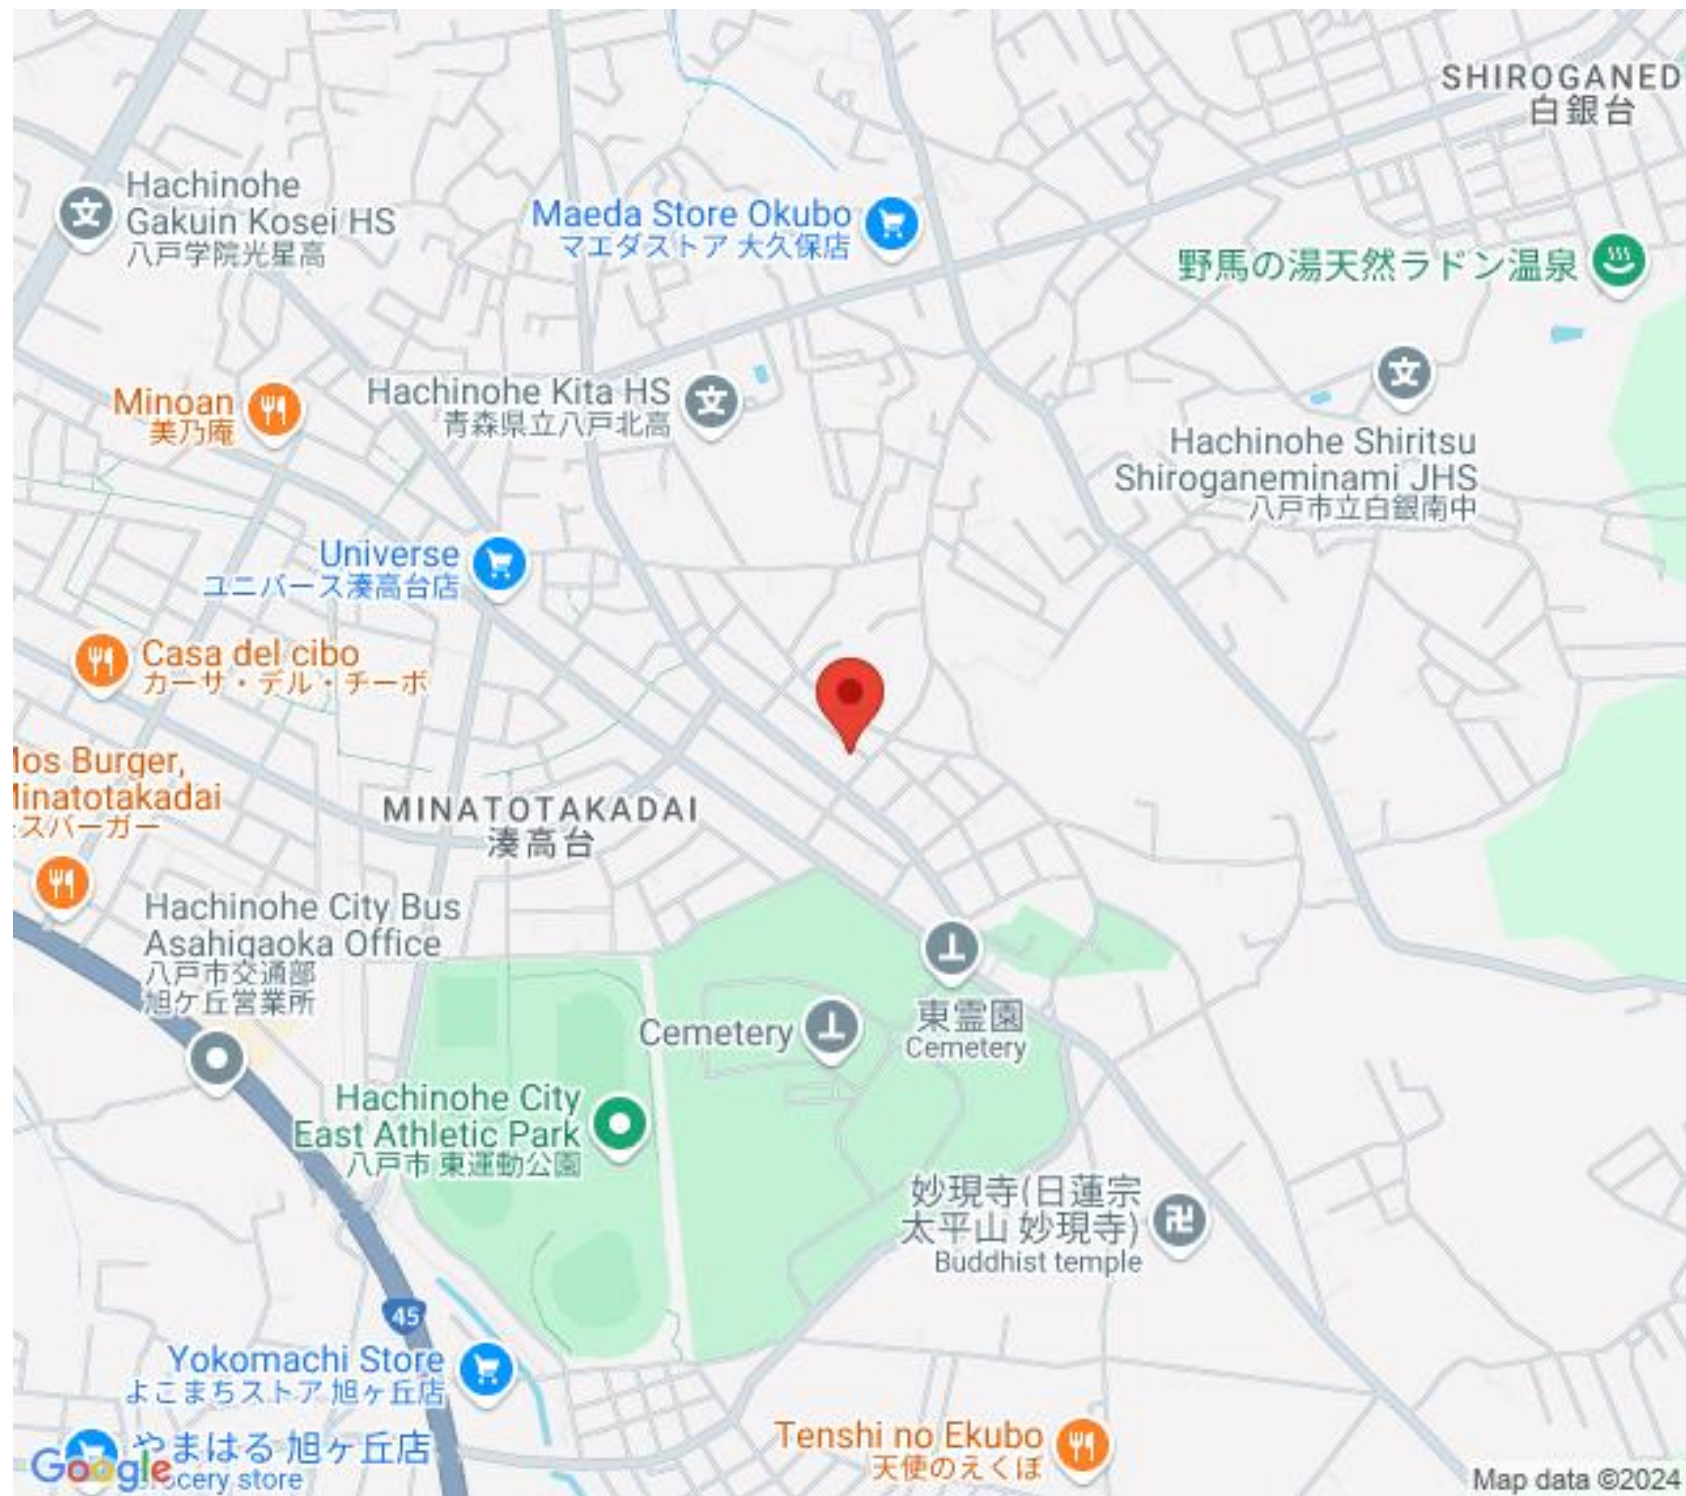 SHIROGANED
白銀台
Hachinohe
Gakuin Kosei HS
八戸学院光星高
Maeda Store Okubo
マエダストア 大久保店
野馬の湯天然ラドン温泉
Minoan
美乃庵
Hachinohe Kita HS
青森県立八戸北高
Hachinohe Shiritsu
Shiroganeminami JHS
八戸市立白銀南中
Universe
ユニバース湊高台店
Casa del cibo
カーサ・デル・チーボ
Mos Burger,
Minatotakadai
スバーガー
MINATOTAKADAI
湊高台
Hachinohe City Bus
Asahigaoka Office
八戸市交通部
旭ケ丘営業所
Cemetery
東霊園
Cemetery
Hachinohe City
East Athletic Park
八戸市 東運動公園
妙現寺(日蓮宗
太平山 妙現寺)
Buddhist temple
45
Yokomachi Store
よこまちストア 旭ヶ丘店
やまはる 旭ヶ丘店
Google
cery store
Tenshi no Ekubo
天使のえくぼ
Map data ©2024